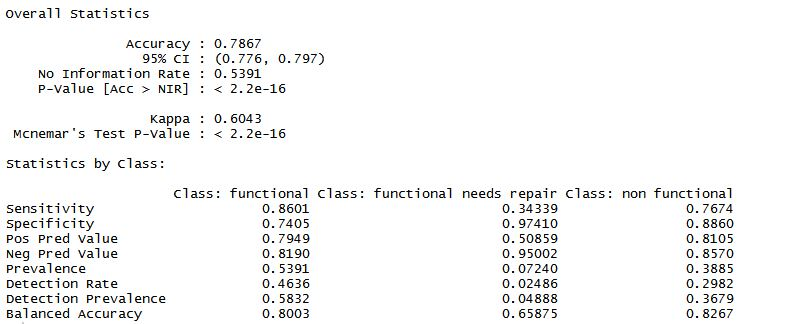 Overall Statistics
Accuracy : 0.7867
95% CI : (0.776, 0.797)
No Information Rate : 0.5391
P-Value [Acc > NIR] : < 2.2e-16
Kappa : 0.6043
Mcnemar's Test P-Value : < 2.2e-16
Statistics by Class:
Class: functional Class: functional needs repair Class: non functional
Sensitivity 0.8601 0.34339 0.7674
Specificity 0.7405 0.97410 0.8860
Pos Pred Value 0.7949 0.50859 0.8105
Neg Pred Value 0.8190 0.95002 0.8570
Prevalence 0.5391 0.07240 0.3885
Detection Rate 0.4636 0.02486 0.2982
Detection Prevalence 0.5832 0.04888 0.3679
Balanced Accuracy 0.8003 0.65875 0.8267